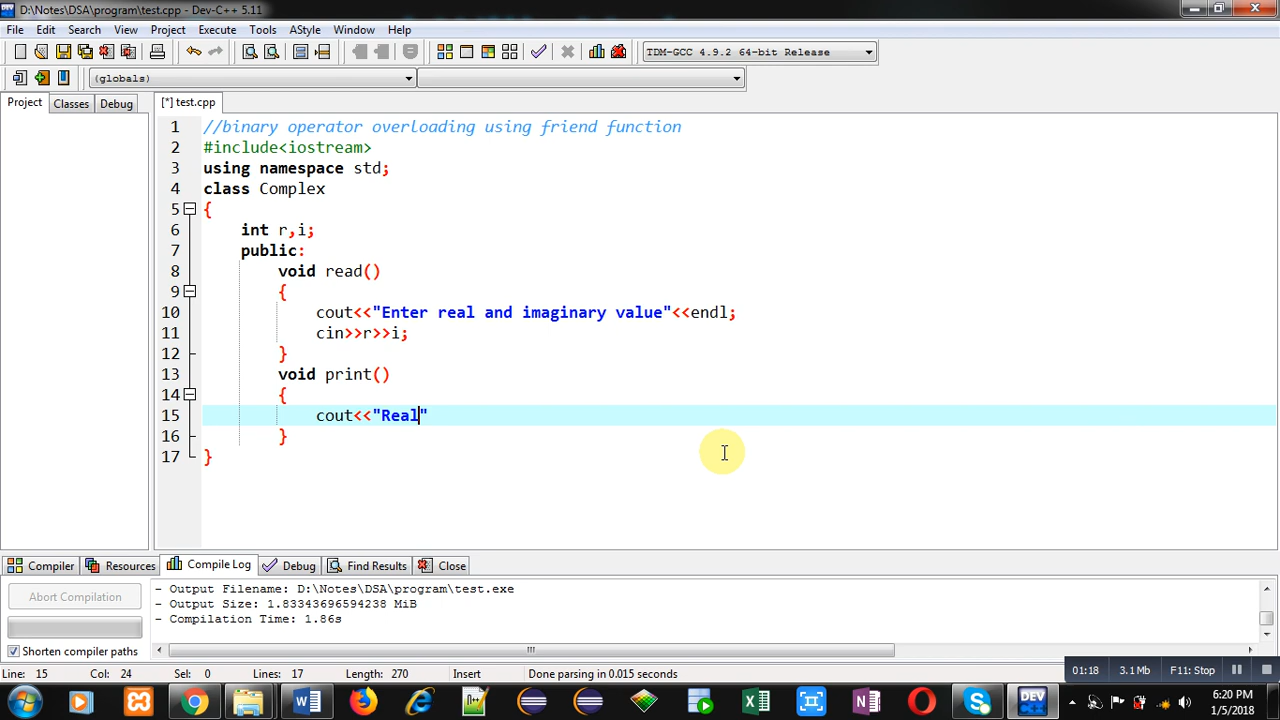 D:\Notes\DSA\program\test.cpp - Dev-C++ 5.11
File Edit Search View Project Execute Tools AStyle Window Help
TDM-GCC 4.9.2 64-bit Release
(globals)
Project Classes Debug [*] test.cpp
1 //binary operator overloading using friend function
2 #include<iostream>
3 using namespace std;
4 class Complex
5 {
6 int r,i;
7 public:
8 void read()
9 {
10 cout<<"Enter real and imaginary value"<<endl;
11 cin>>r>>i;
12 }
13 void print()
14 {
15 cout<<"Real"
16 }
17 }
Compiler Resources Compile Log Debug Find Results Close
Abort Compilation
- Output Filename: D:\Notes\DSA\program\test.exe
- Output Size: 1.83343696594238 MiB
- Compilation Time: 1.86s
Shorten compiler paths
Line: 15 Col: 24 Sel: 0 Lines: 17 Length: 270 Insert Done parsing in 0.015 seconds
01:18 3.1 Mb F11: Stop
6:20 PM
1/5/2018